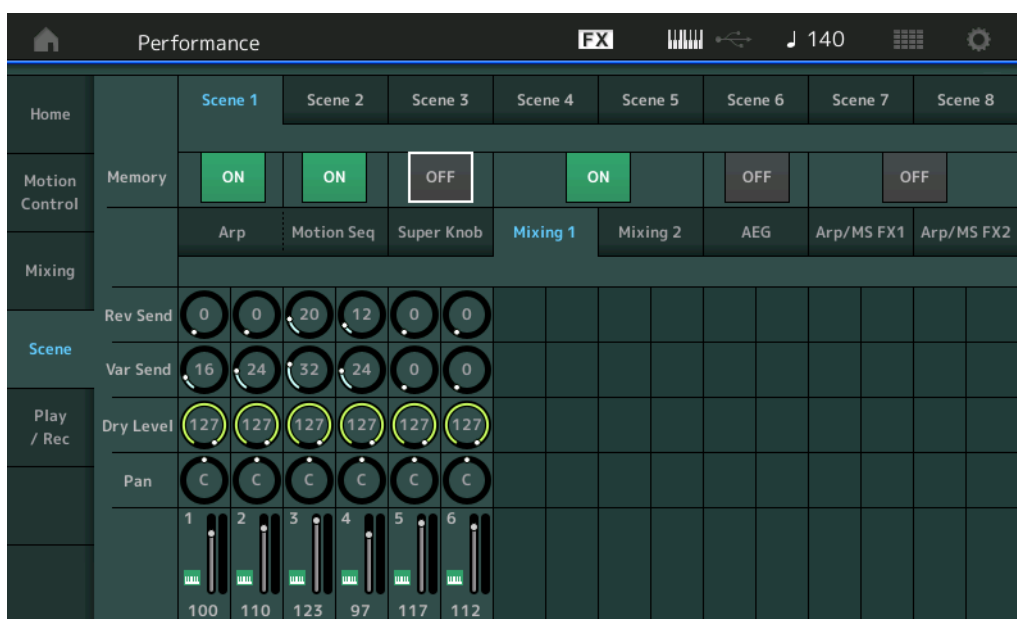 Performance FX 140
Scene 1 Scene 2 Scene 3 Scene 4 Scene 5 Scene 6 Scene 7 Scene 8
Home
Memory ON ON OFF ON OFF OFF
Motion
Control
Arp Motion Seq Super Knob Mixing 1 Mixing 2 AEG Arp/MS FX1 Arp/MS FX2
Mixing
Rev Send 0 0 20 12 0 0
Scene
Var Send 16 24 32 24 0 0
Play
/ Rec
Dry Level 127 127 127 127 127 127
Pan C C C C C C
1 2 3 4 5 6
100 110 123 97 117 112